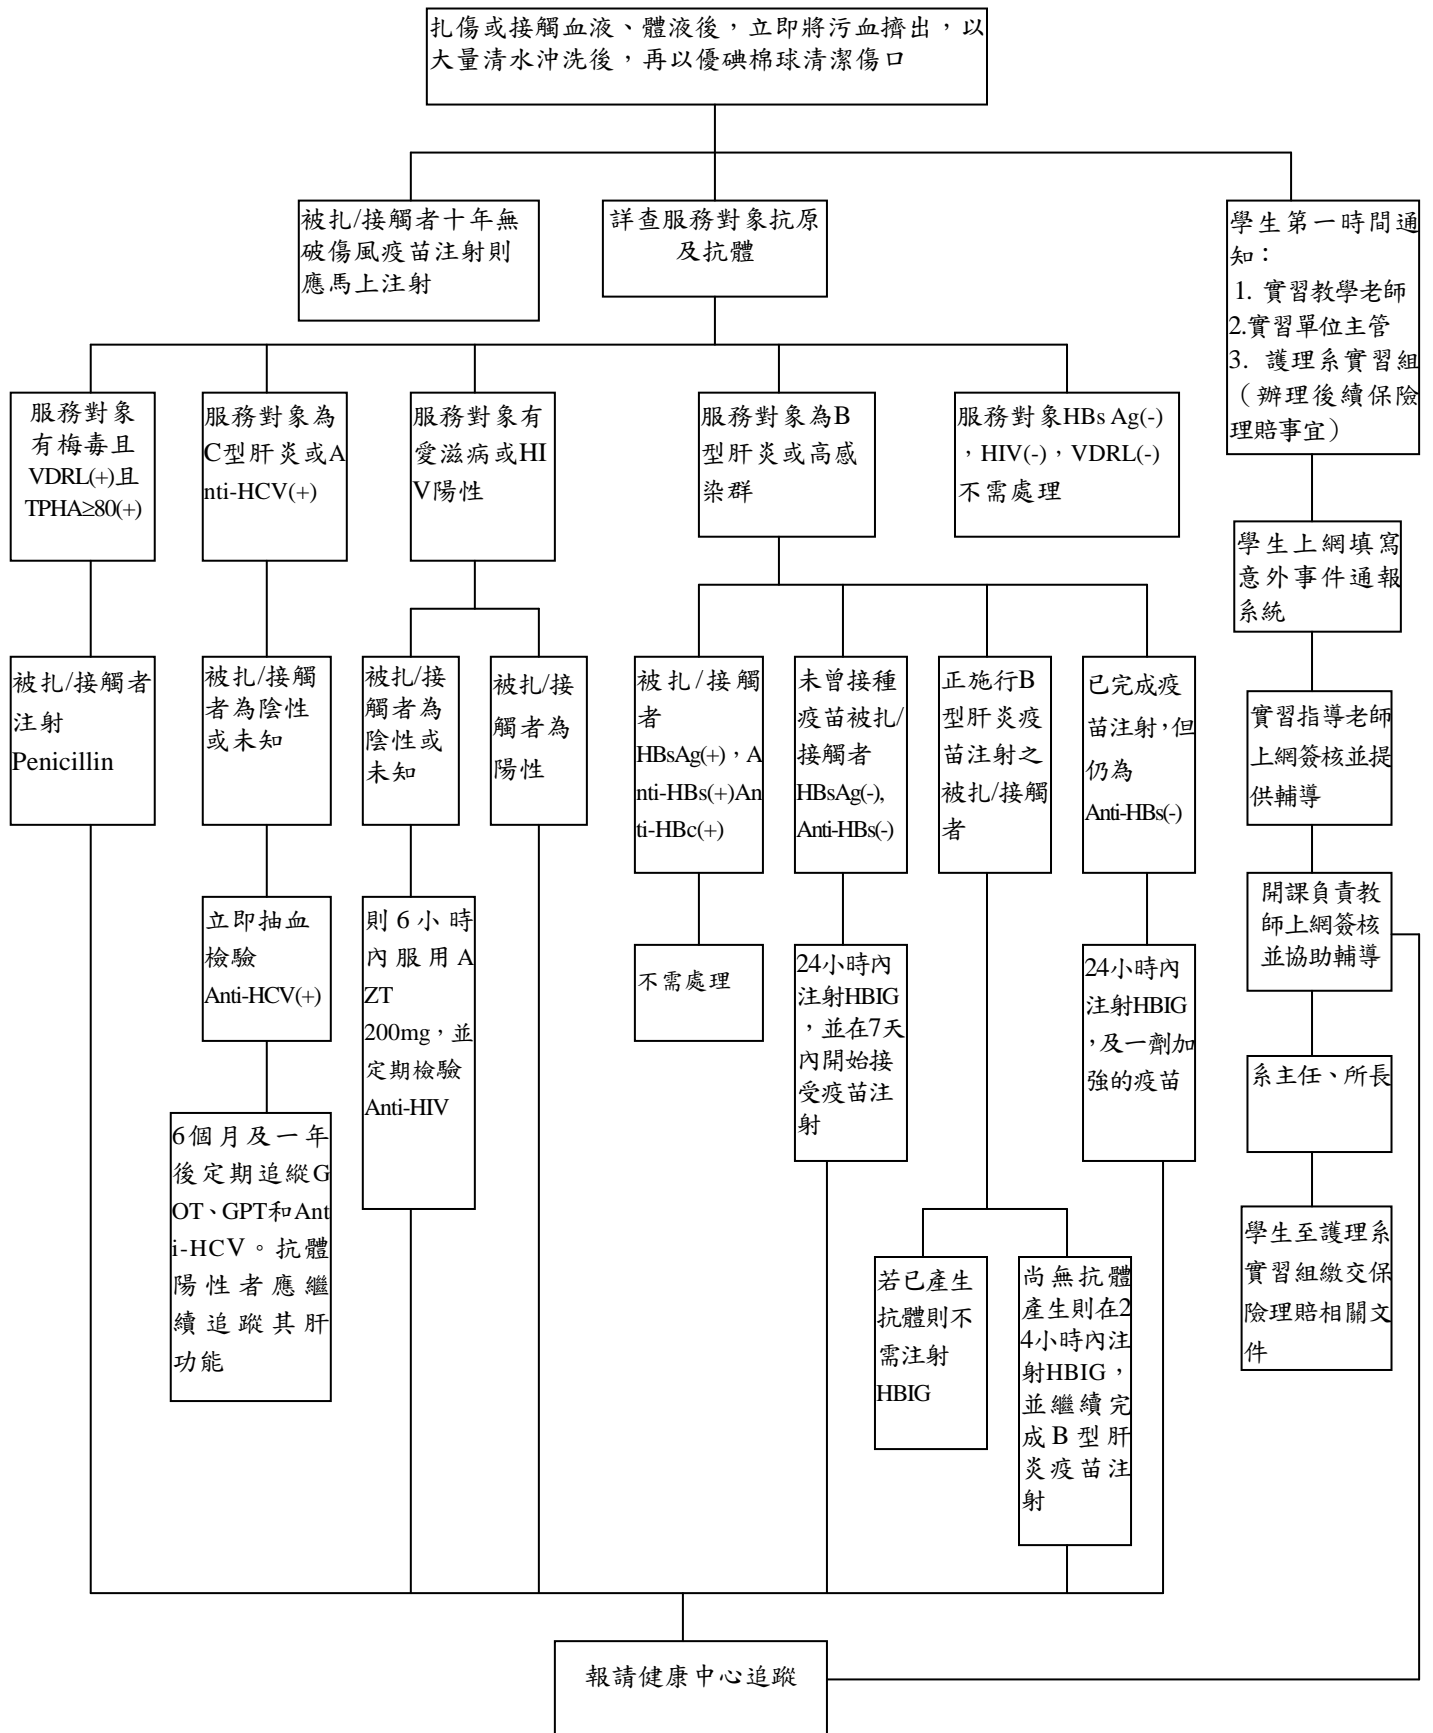 扎傷或接觸血液、體液後，立即將污血擠出，以
大量清水沖洗後，再以優碘棉球清潔傷口
被扎/接觸者十年無
破傷風疫苗注射則
應馬上注射
詳查服務對象抗原
及抗體
學生第一時間通
知：
1. 實習教學老師
2.實習單位主管
3. 護理系實習組
（辦理後續保險
理賠事宜）
服務對象
有梅毒且
VDRL(+)且
TPHA≥80(+)
服務對象為
C型肝炎或A
nti-HCV(+)
服務對象有
愛滋病或HI
V陽性
服務對象為B
型肝炎或高感
染群
服務對象HBs Ag(-)
，HIV(-)，VDRL(-)
不需處理
學生上網填寫
意外事件通報
系統
被扎/接觸者
注射
Penicillin
被扎/接觸
者為陰性
或未知
被扎/接
觸者為
陰性或
未知
被扎/接
觸者為
陽性
被扎/接觸
者
HBsAg(+)，A
nti-HBs(+)An
ti-HBc(+)
未曾接種
疫苗被扎/
接觸者
HBsAg(-),
Anti-HBs(-)
正施行B
型肝炎疫
苗注射之
被扎/接觸
者
已完成疫
苗注射，但
仍為
Anti-HBs(-)
實習指導老師
上網簽核並提
供輔導
立即抽血
檢驗
Anti-HCV(+)
則6小時
內服用A
ZT
200mg，並
定期檢驗
Anti-HIV
不需處理
24小時內
注射HBIG
，並在7天
內開始接
受疫苗注
射
24小時內
注射HBIG
，及一劑加
強的疫苗
開課負責教
師上網簽核
並協助輔導
系主任、所長
6個月及一年
後定期追縱G
OT、GPT和Ant
i-HCV。抗體
陽性者應繼
續追蹤其肝
功能
若已產生
抗體則不
需注射
HBIG
尚無抗體
產生則在2
4小時內注
射HBIG，
並繼續完
成B型肝
炎疫苗注
射
學生至護理系
實習組繳交保
險理賠相關文
件
報請健康中心追蹤